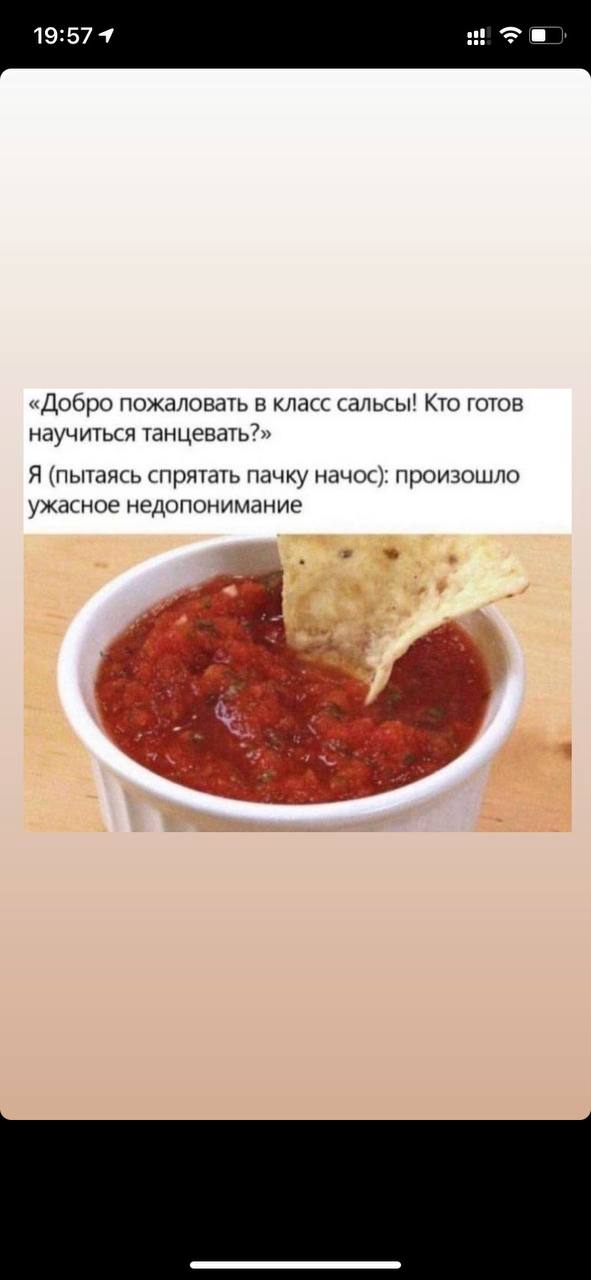 19:57
«Добро пожаловать в класс сальсы! Кто готов
научиться танцевать?»
Я (пытаясь спрятать пачку начос): произошло
ужасное недопонимание